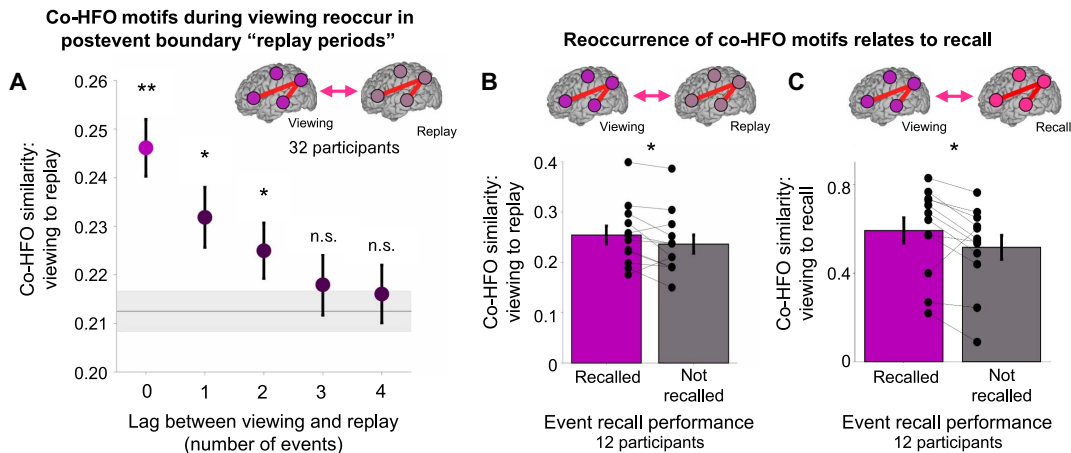 Co-HFO motifs during viewing reoccur in
postevent boundary “replay periods”
A
Co-HFO similarity:
viewing to replay
0.26
0.25
0.24
0.23
0.22
0.21
0.20
**
*
*
n.s.
n.s.
Viewing
Replay
32 participants
0
1
2
3
4
Lag between viewing and replay
(number of events)
Reoccurrence of co-HFO motifs relates to recall
B
Viewing
Replay
*
Co-HFO similarity:
viewing to replay
0.4
0.3
0.2
0.1
0
Recalled
Not
recalled
Event recall performance
12 participants
C
Viewing
Recall
*
Co-HFO similarity:
viewing to recall
0.8
0.4
0
Recalled
Not
recalled
Event recall performance
12 participants